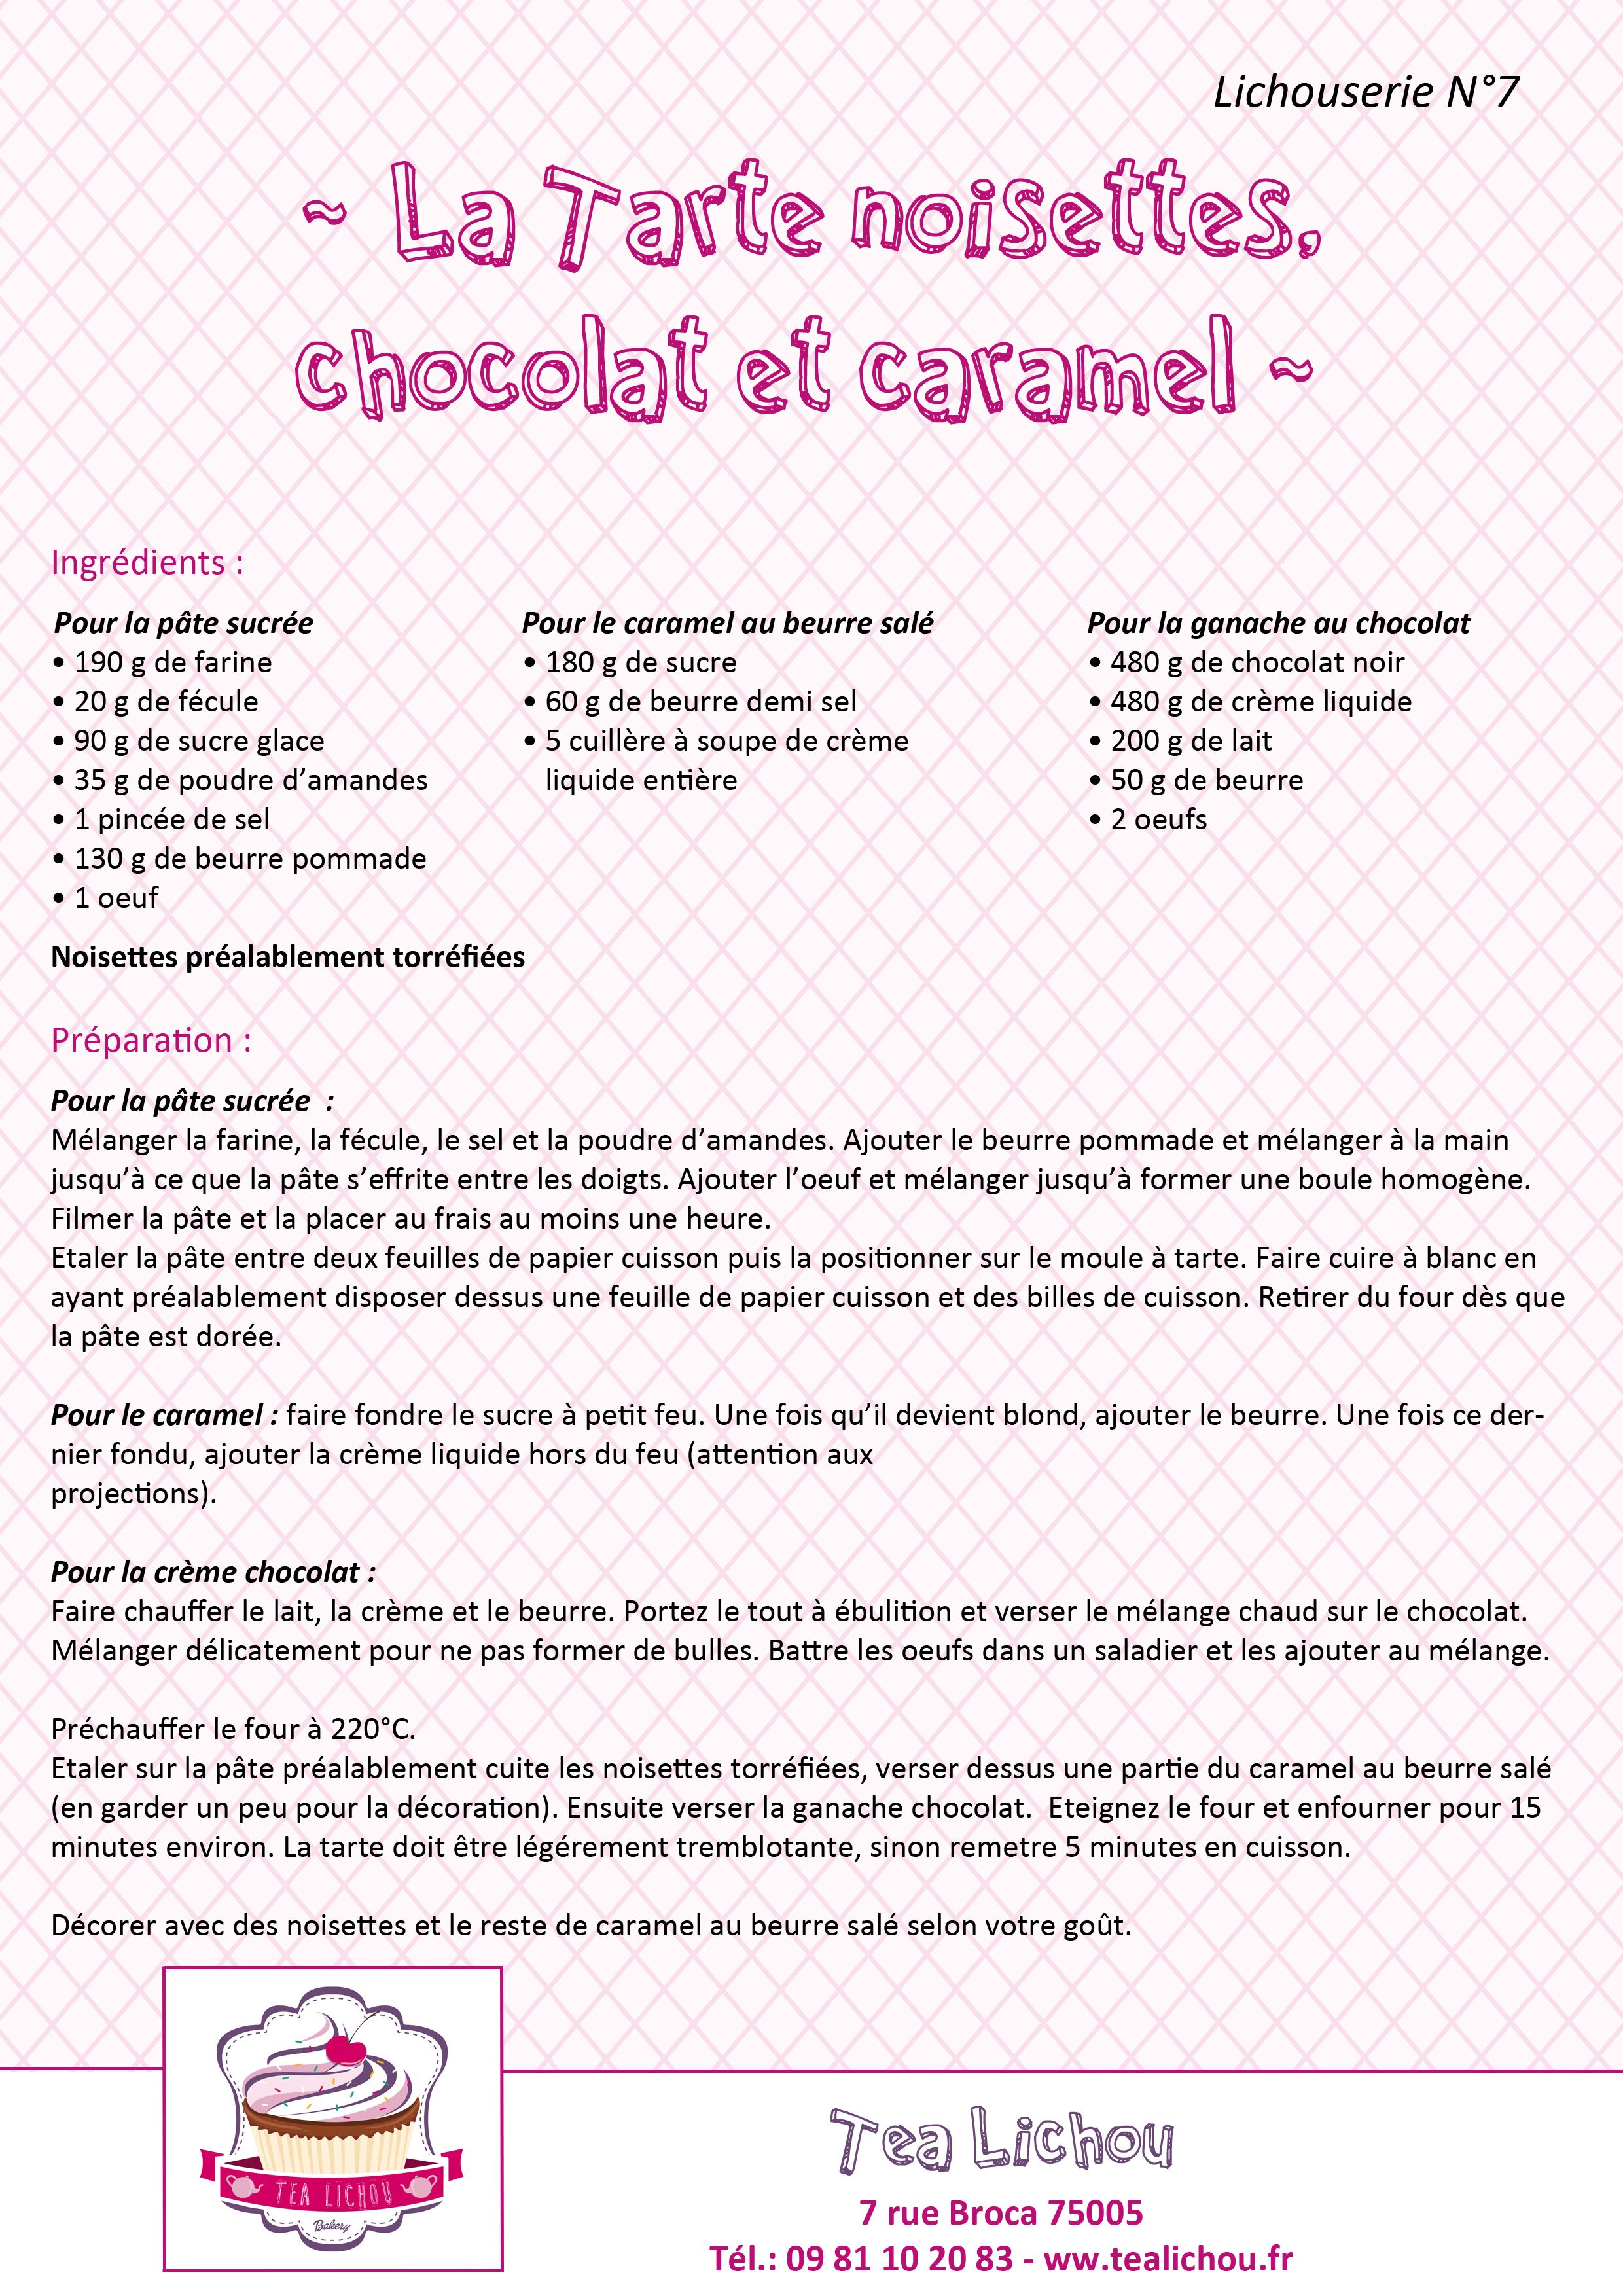 Lichouserie N°7
~ La Tarte noisettes,
chocolat et caramel ~
Ingrédients :
Pour la pâte sucrée
• 190 g de farine
• 20 g de fécule
• 90 g de sucre glace
• 35 g de poudre d’amandes
• 1 pincée de sel
• 130 g de beurre pommade
• 1 oeuf
Pour le caramel au beurre salé
• 180 g de sucre
• 60 g de beurre demi sel
• 5 cuillère à soupe de crème
liquide entière
Pour la ganache au chocolat
• 480 g de chocolat noir
• 480 g de crème liquide
• 200 g de lait
• 50 g de beurre
• 2 oeufs
Noisettes préalablement torréfiées
Préparation :
Pour la pâte sucrée :
Mélanger la farine, la fécule, le sel et la poudre d’amandes. Ajouter le beurre pommade et mélanger à la main
jusqu’à ce que la pâte s’effrite entre les doigts. Ajouter l’oeuf et mélanger jusqu’à former une boule homogène.
Filmer la pâte et la placer au frais au moins une heure.
Etaler la pâte entre deux feuilles de papier cuisson puis la positionner sur le moule à tarte. Faire cuire à blanc en
ayant préalablement disposer dessus une feuille de papier cuisson et des billes de cuisson. Retirer du four dès que
la pâte est dorée.
Pour le caramel : faire fondre le sucre à petit feu. Une fois qu’il devient blond, ajouter le beurre. Une fois ce der-
nier fondu, ajouter la crème liquide hors du feu (attention aux
projections).
Pour la crème chocolat :
Faire chauffer le lait, la crème et le beurre. Portez le tout à ébulition et verser le mélange chaud sur le chocolat.
Mélanger délicatement pour ne pas former de bulles. Battre les oeufs dans un saladier et les ajouter au mélange.
Préchauffer le four à 220°C.
Etaler sur la pâte préalablement cuite les noisettes torréfiées, verser dessus une partie du caramel au beurre salé
(en garder un peu pour la décoration). Ensuite verser la ganache chocolat. Eteignez le four et enfourner pour 15
minutes environ. La tarte doit être légérement tremblotante, sinon remetre 5 minutes en cuisson.
Décorer avec des noisettes et le reste de caramel au beurre salé selon votre goût.
TEA LICHOU
Bakery
Tea Lichou
7 rue Broca 75005
Tél.: 09 81 10 20 83 - ww.tealichou.fr